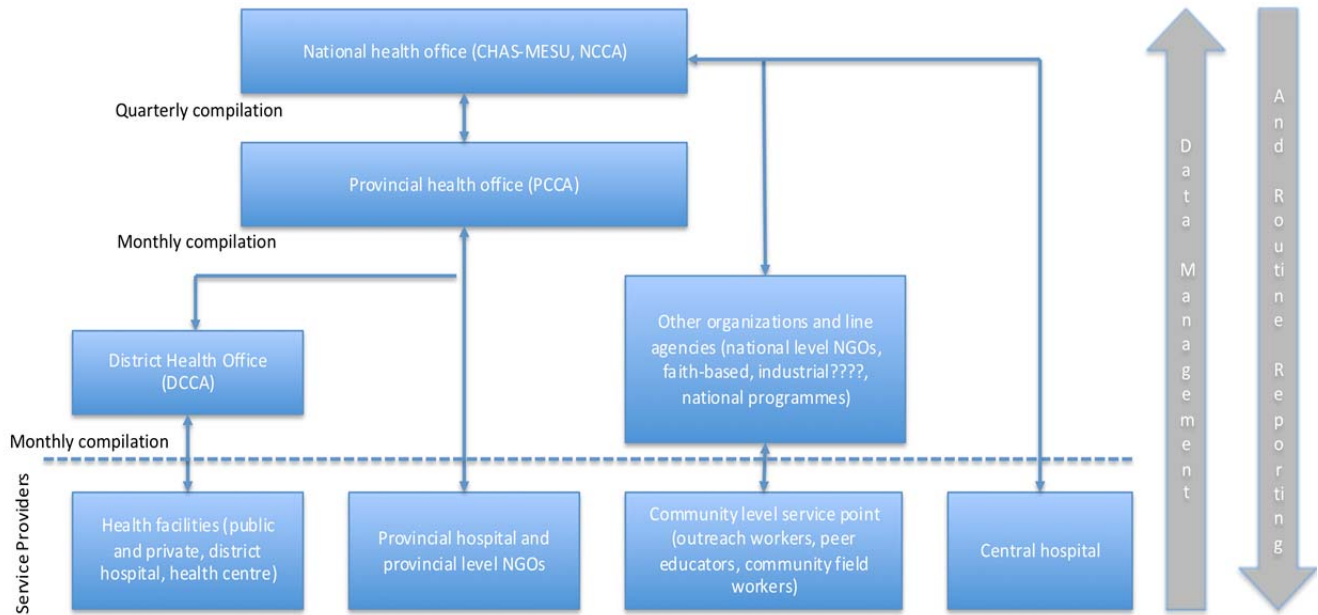 National health office (CHAS-MESU, NCCA)
Quarterly compilation
Provincial health office (PCCA)
Monthly compilation
District Health Office
(DCCA)
Other organizations and line
agencies (national level NGOs,
faith-based, industrial????,
national programmes)
Monthly compilation
Service Providers
Health facilities (public
and private, district
hospital, health centre)
Provincial hospital and
provincial level NGOs
Community level service point
(outreach workers, peer
educators, community field
workers)
Central hospital
Data Management
And Routine Reporting